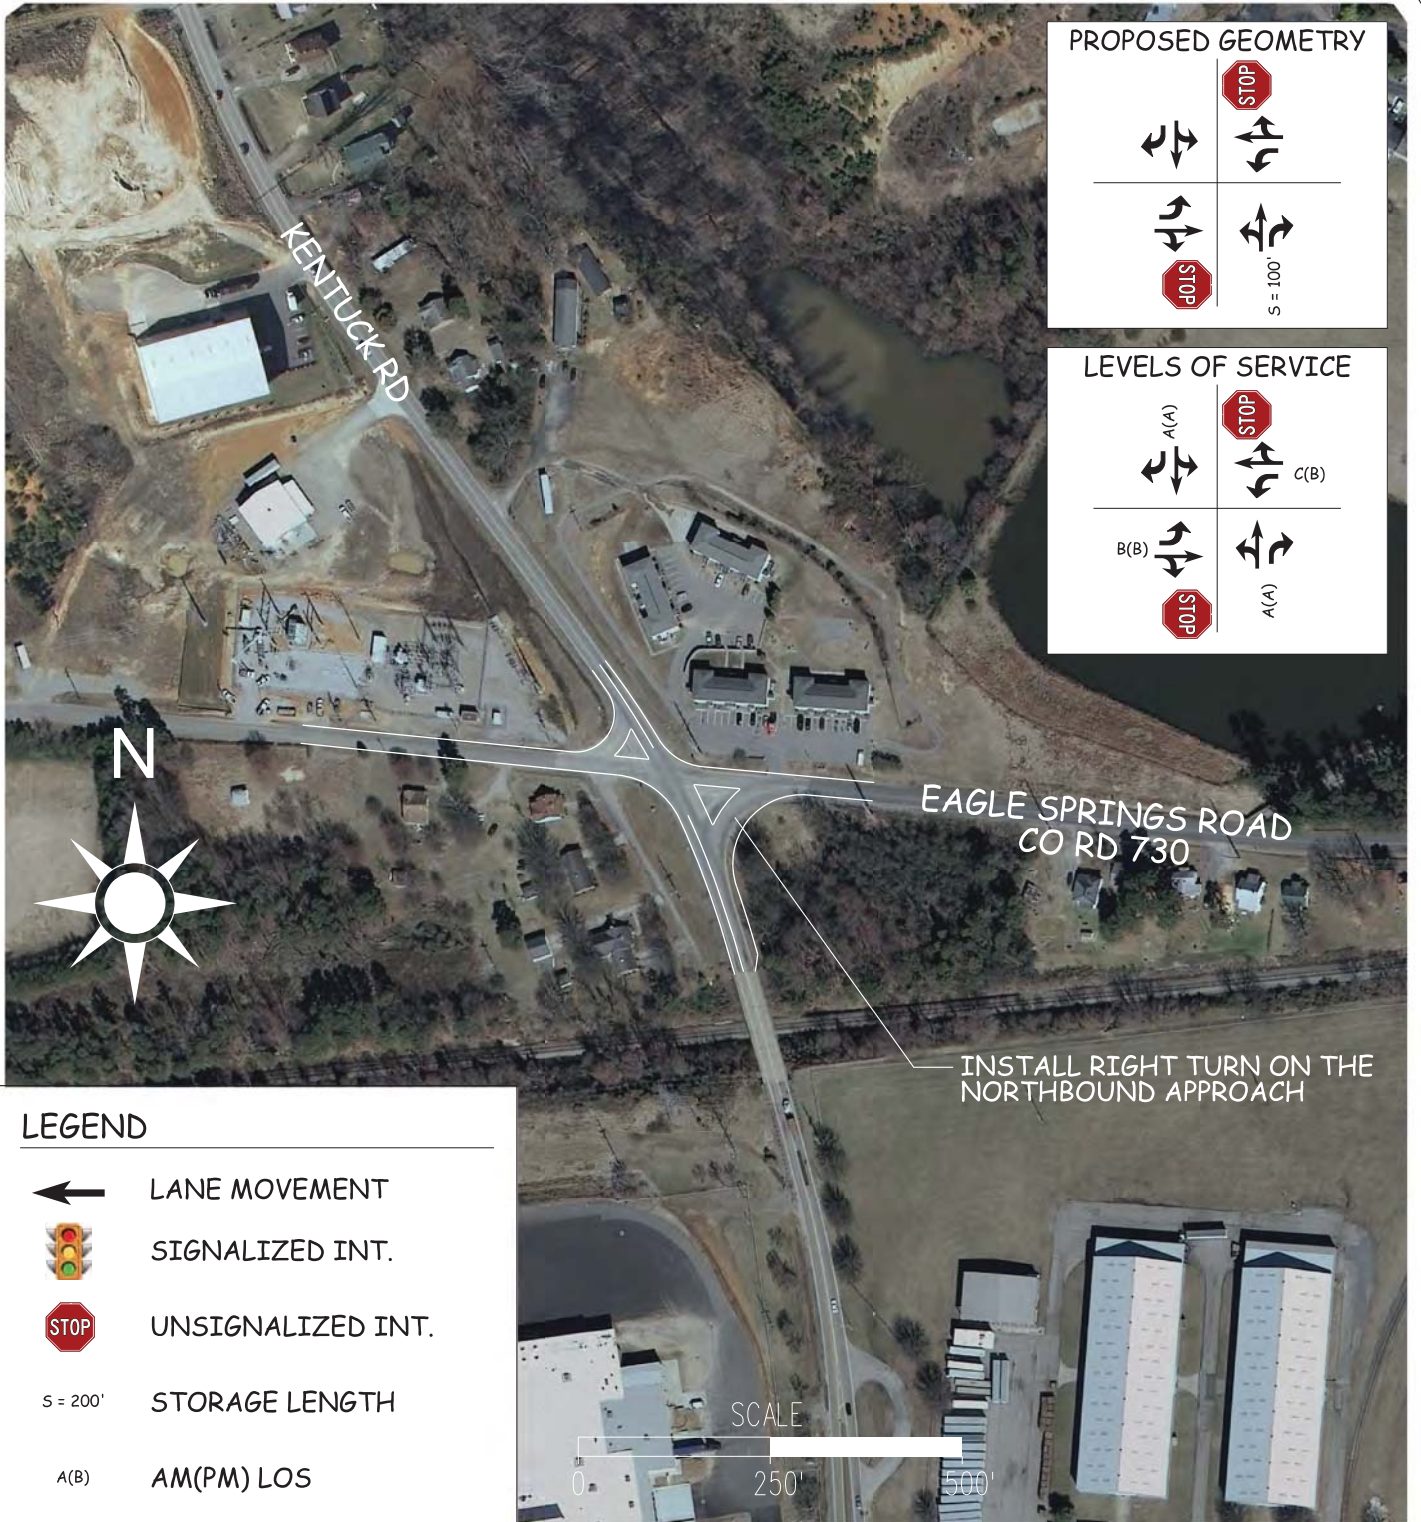 PROPOSED GEOMETRY
STOP
STOP
S = 100'
LEVELS OF SERVICE
A(A)
STOP
C(B)
B(B)
STOP
A(A)
KENTUCK RD
EAGLE SPRINGS ROAD
CO RD 730
N
INSTALL RIGHT TURN ON THE
NORTHBOUND APPROACH
LEGEND
LANE MOVEMENT
SIGNALIZED INT.
STOP
UNSIGNALIZED INT.
S = 200'
STORAGE LENGTH
A(B)
AM(PM) LOS
SCALE
0
250'
500'